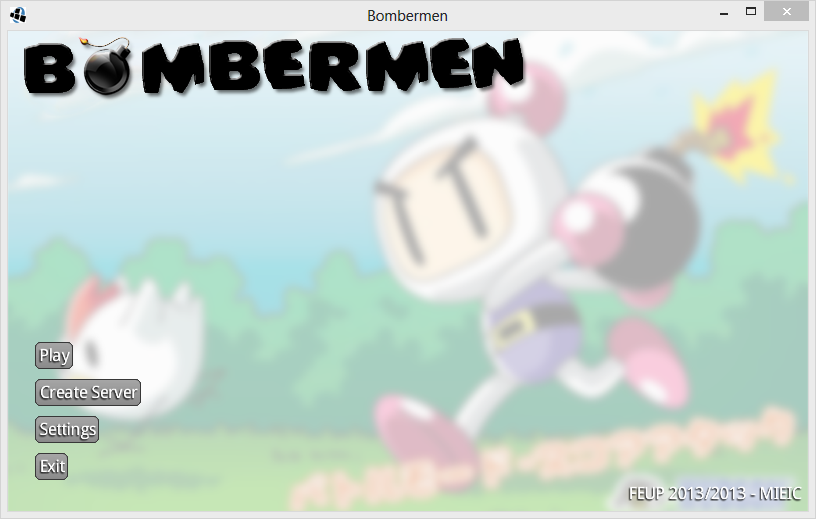 Bombermen
BOMBERMEN
Play
Create Server
Settings
Exit
FEUP 2013/2013 - MIEIC